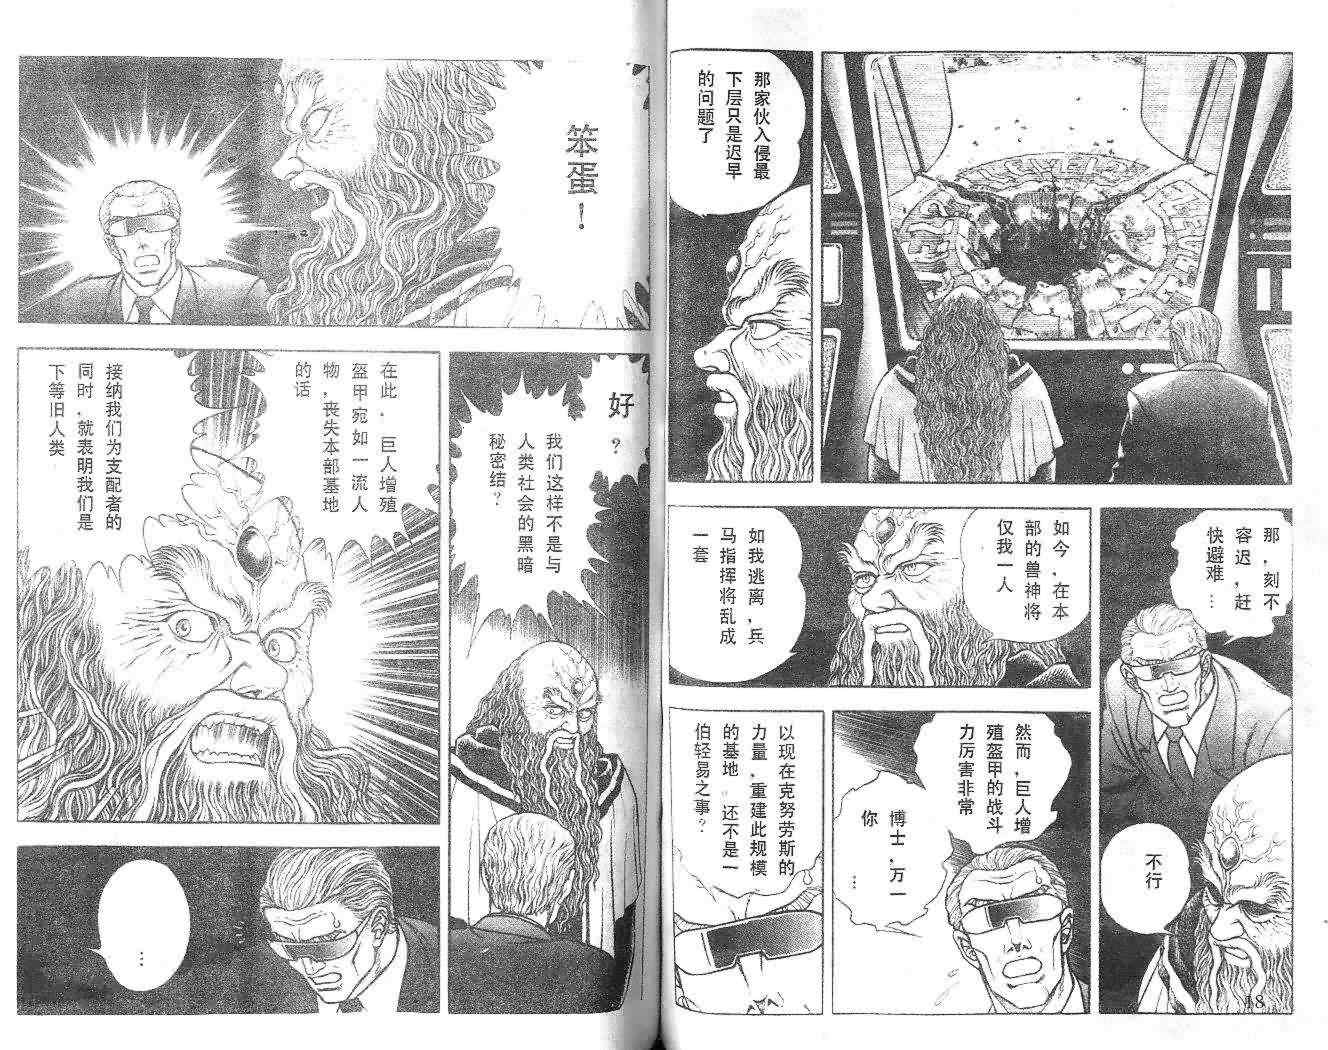 那家伙入侵最
下层只是迟早
的问题了
那﹐刻不
容迟﹐赶
快避难…
不行
如今﹐在本
部的兽神将
仅我一人
如我逃离﹐兵
马指挥将乱成
一套
然而﹐巨人增
殖盔甲的战斗
力厉害非常
博士﹐万一
你
…
以现在克努劳斯的
力量﹐重建此规模
的基地﹐还不是一
伯轻易之事?
18
笨蛋!
好?
我们这样不是与
人类社会的黑暗
秘密结?
在此﹐巨人增殖
盔甲宛如一流人
物﹐丧失本部基地
的话
接纳我们为支配者的
同时﹐就表明我们是
下等旧人类
…